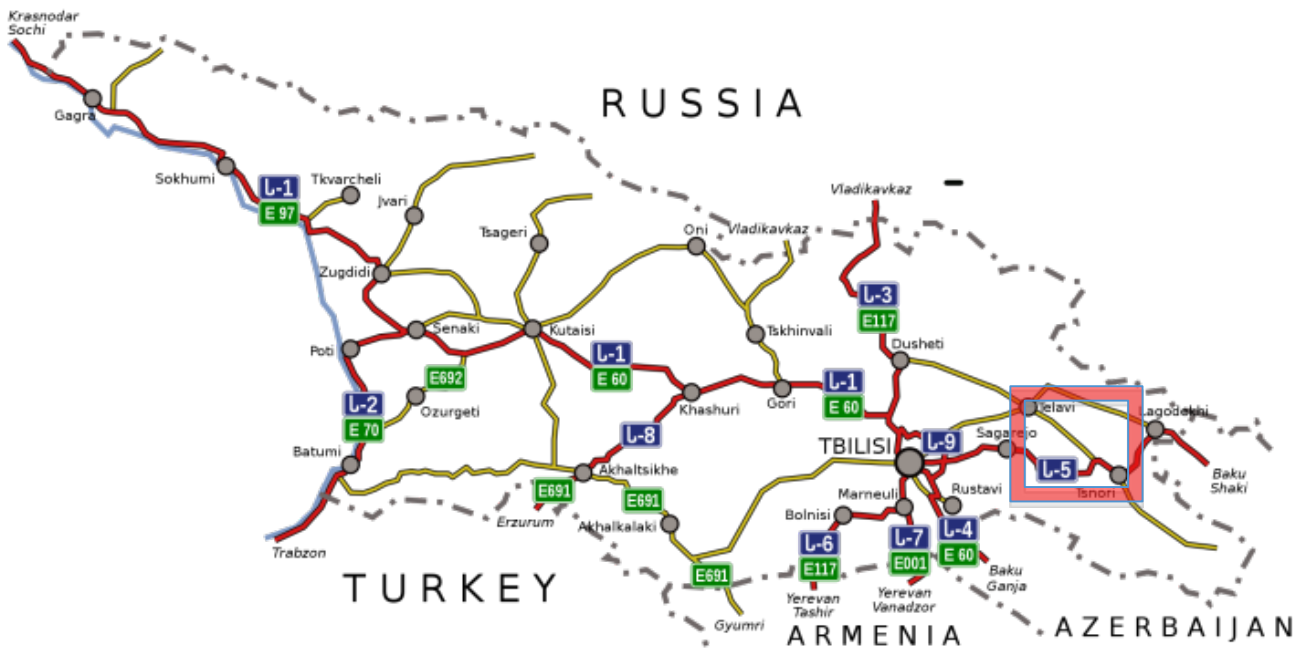 Krasnodar
Sochi
RUSSIA
Gagra
Sokhumi
Ⴑ-1
E 97
Tkvarcheli
Jvari
Vladikavkaz
Tsageri
Oni
Vladikavkaz
Zugdidi
Ⴑ-3
E117
Senaki
Kutaisi
Tskhinvali
Dusheti
Poti
Ⴑ-1
E 60
E692
Ozurgeti
Khashuri
Gori
Ⴑ-1
E 60
Telavi
Lagodekhi
Ⴑ-2
E 70
Batumi
Ⴑ-8
TBILISI
Ⴑ-9
Sagarejo
Ⴑ-5
Tsnori
Baku
Shaki
Akhaltsikhe
E691
E691
Erzurum
Akhalkalaki
Marneuli
Rustavi
Bolnisi
Trabzon
Ⴑ-6
E117
Ⴑ-7
E001
Ⴑ-4
E 60
Baku
Ganja
TURKEY
E691
Gyumri
Yerevan
Tashir
Yerevan
Vanadzor
ARMENIA
AZERBAIJAN